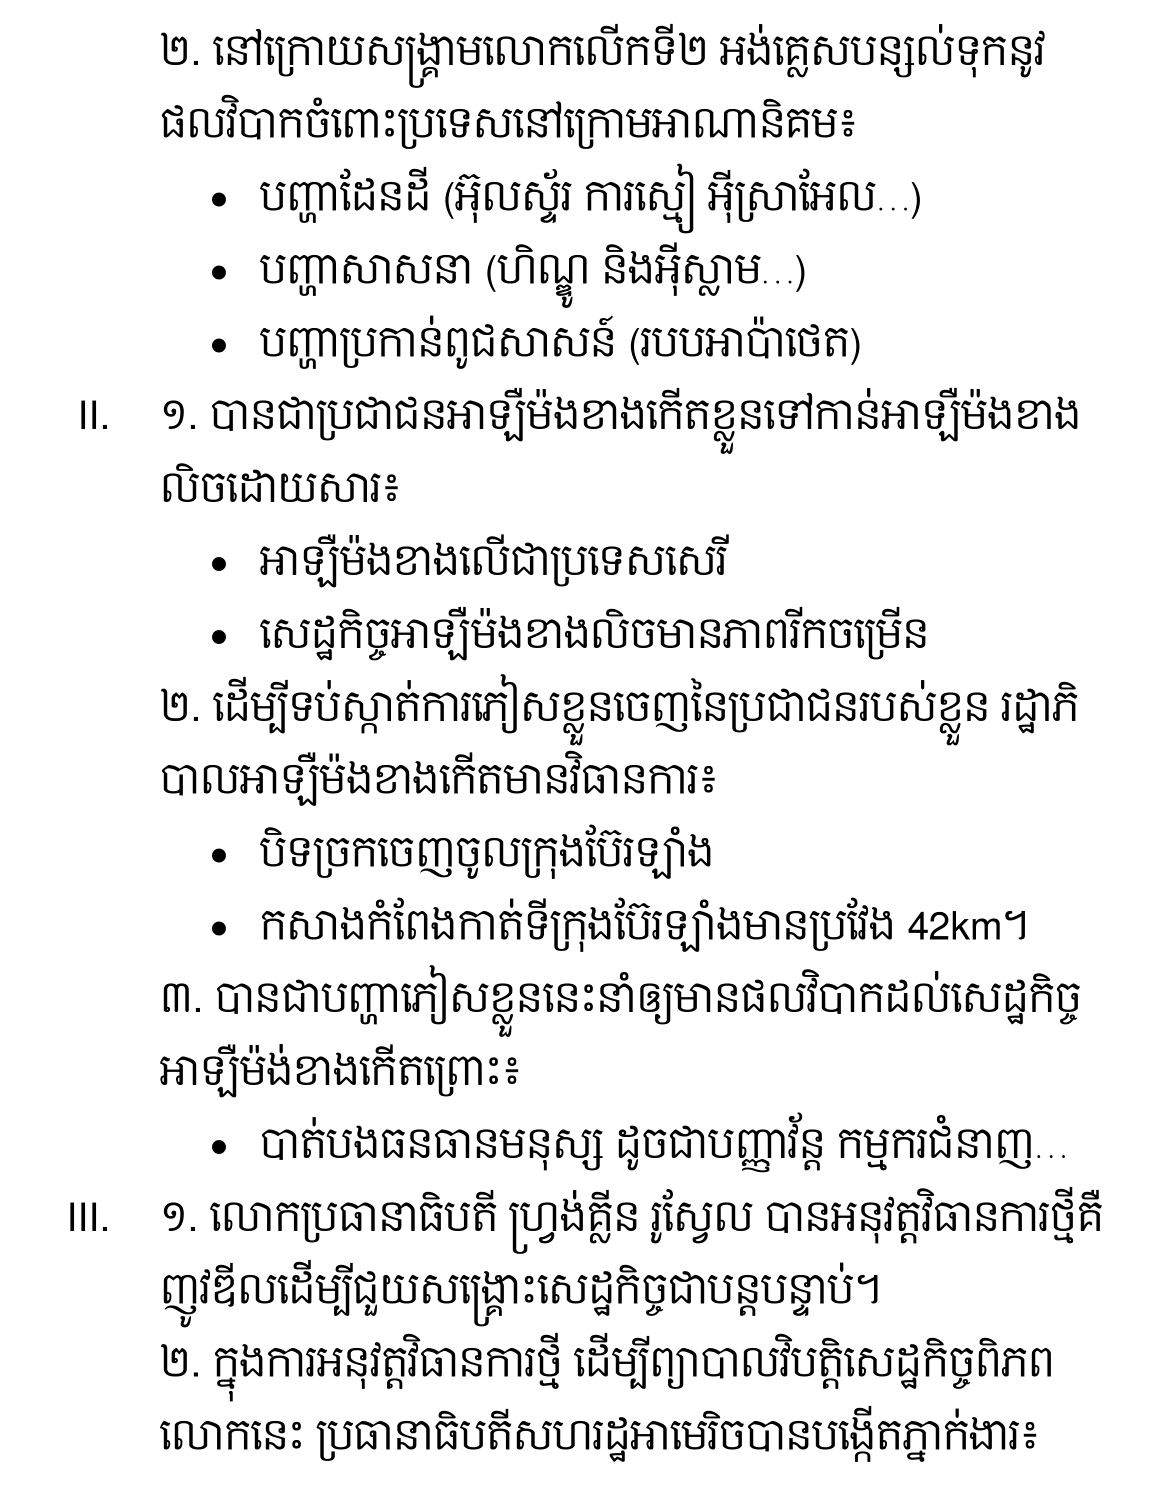 ២. នៅក្រោយសង្គ្រាមលោកលើកទី២ អង់គ្លេសបន្សល់ទុកនូវ
ផលវិបាកចំពោះប្រទេសនៅក្រោមអាណានិគម៖
• បញ្ហាដែនដី (អ៊ុលស្ទ័រ ការស្មៀ អ៊ីស្រាអែល...)
• បញ្ហាសាសនា (ហិណ្ឌូ និងអ៊ីស្លាម...)
• បញ្ហាប្រកាន់ពូជសាសន៍ (របបអាប៉ាថេត)
II. ១. បានជាប្រជាជនអាឡឺម៉ងខាងកើតខ្លួនទៅកាន់អាឡឺម៉ងខាង
លិចដោយសារ៖
• អាឡឺម៉ងខាងលើជាប្រទេសសេរី
• សេដ្ឋកិច្ចអាឡឺម៉ងខាងលិចមានភាពរីកចម្រើន
២. ដើម្បីទប់ស្កាត់ការភៀសខ្លួនចេញនៃប្រជាជនរបស់ខ្លួន រដ្ឋាភិ
បាលអាឡឺម៉ងខាងកើតមានវិធានការ៖
• បិទច្រកចេញចូលក្រុងប៊ែរឡាំង
• កសាងកំពែងកាត់ទីក្រុងប៊ែរឡាំងមានប្រវែង 42km។
៣. បានជាបញ្ហាភៀសខ្លួននេះនាំឲ្យមានផលវិបាកដល់សេដ្ឋកិច្ច
អាឡឺម៉ង់ខាងកើតព្រោះ៖
• បាត់បងធនធានមនុស្ស ដូចជាបញ្ញាវ័ន្ត កម្មករជំនាញ...
III. ១. លោកប្រធានាធិបតី ហ្វ្រង់គ្លីន រូស្វែល បានអនុវត្តវិធានការថ្មីគឺ
ញូវឌីលដើម្បីជួយសង្គ្រោះសេដ្ឋកិច្ចជាបន្តបន្ទាប់។
២. ក្នុងការអនុវត្តវិធានការថ្មី ដើម្បីព្យាបាលវិបត្តិសេដ្ឋកិច្ចពិភព
លោកនេះ ប្រធានាធិបតីសហរដ្ឋអាមេរិចបានបង្កើតភ្នាក់ងារ៖